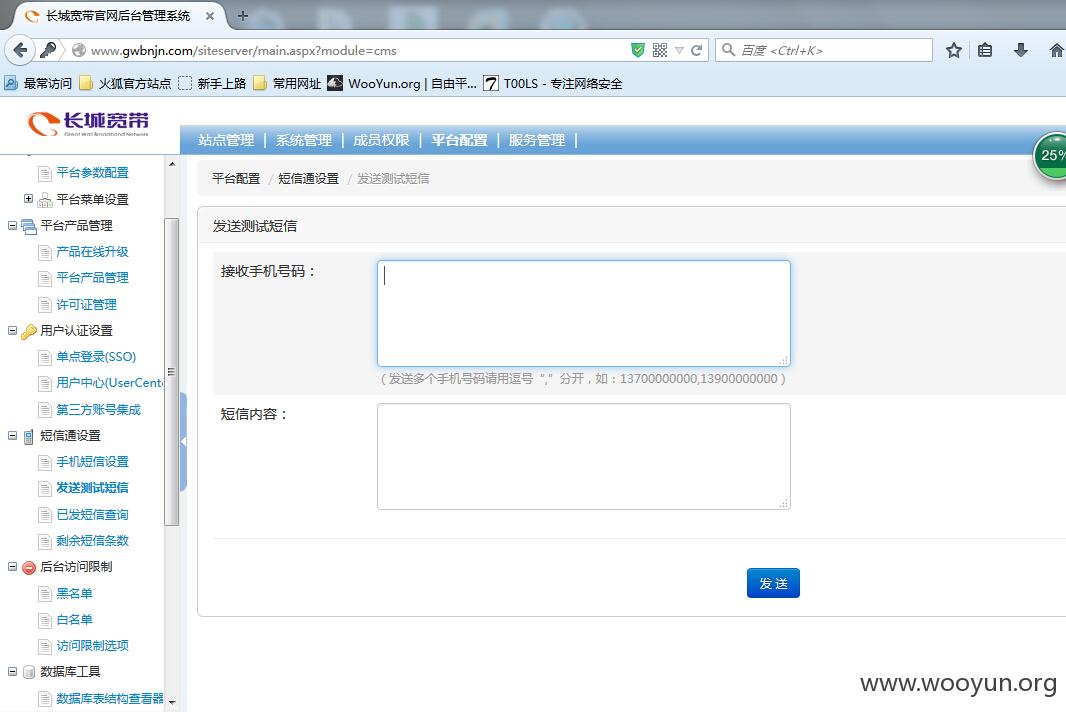 长城宽带官网后台管理系统
www.gwbnjn.com/siteserver/main.aspx?module=cms
百度 <Ctrl+K>
最常访问 火狐官方站点 新手上路 常用网址 WooYun.org | 自由平... T00LS - 专注网络安全
长城宽带
Great Wall Broadband Network
站点管理 | 系统管理 | 成员权限 | 平台配置 | 服务管理 |
25%
平台配置 / 短信通设置 / 发送测试短信
平台参数配置
平台菜单设置
平台产品管理
产品在线升级
平台产品管理
许可证管理
用户认证设置
单点登录(SSO)
用户中心(UserCente
第三方账号集成
短信通设置
手机短信设置
发送测试短信
已发短信查询
剩余短信条数
后台访问限制
黑名单
白名单
访问限制选项
数据库工具
数据库表结构查看器
发送测试短信
接收手机号码：
（发送多个手机号码请用逗号“,”分开，如：13700000000,13900000000）
短信内容：
发 送
www.wooyun.org